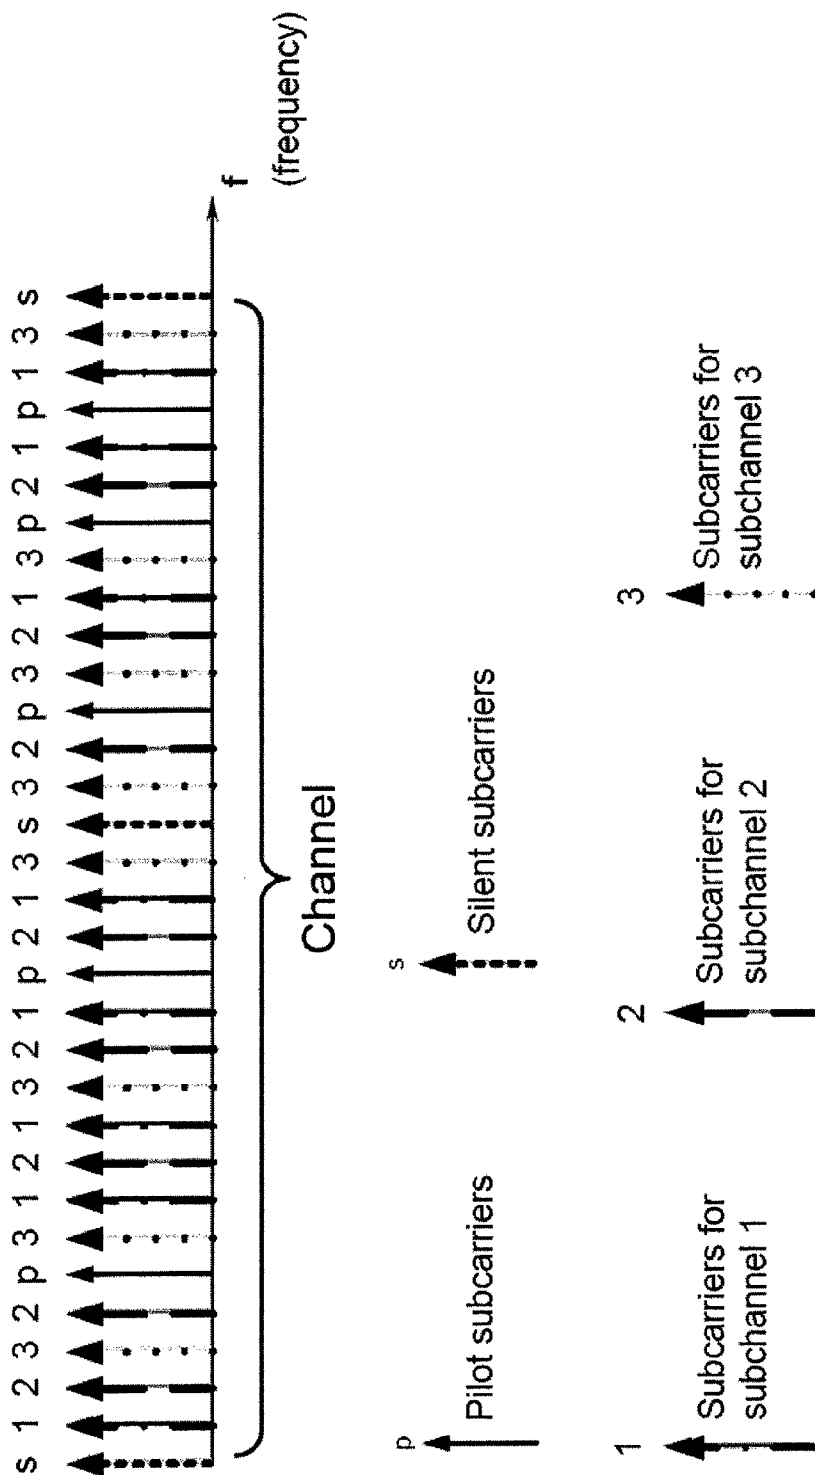 s 1 2 3 2 p 3 1 2 1 3 2 1 p 2 1 3 s 3 2 p 3 2 1 3 p 2 1 p 1 3 s
f
(frequency)
Channel
p
Pilot subcarriers
s
Silent subcarriers
1
Subcarriers for
subchannel 1
2
Subcarriers for
subchannel 2
3
Subcarriers for
subchannel 3